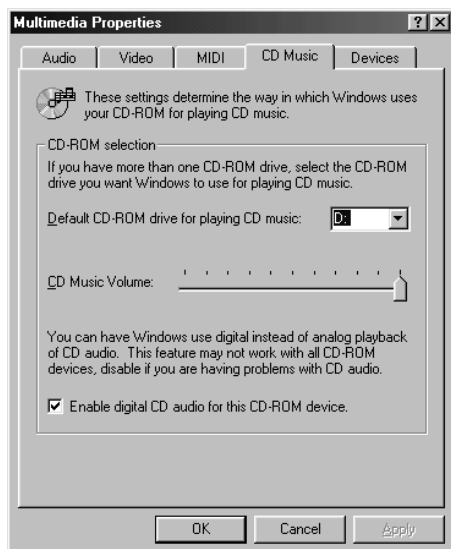 Multimedia Properties
Audio
Video
MIDI
CD Music
Devices
These settings determine the way in which Windows uses
your CD-ROM for playing CD music.
CD-ROM selection
If you have more than one CD-ROM drive, select the CD-ROM
drive you want Windows to use for playing CD music.
Default CD-ROM drive for playing CD music:
D:
CD Music Volume:
You can have Windows use digital instead of analog playback
of CD audio. This feature may not work with all CD-ROM
devices, disable if you are having problems with CD audio.
Enable digital CD audio for this CD-ROM device.
OK
Cancel
Apply